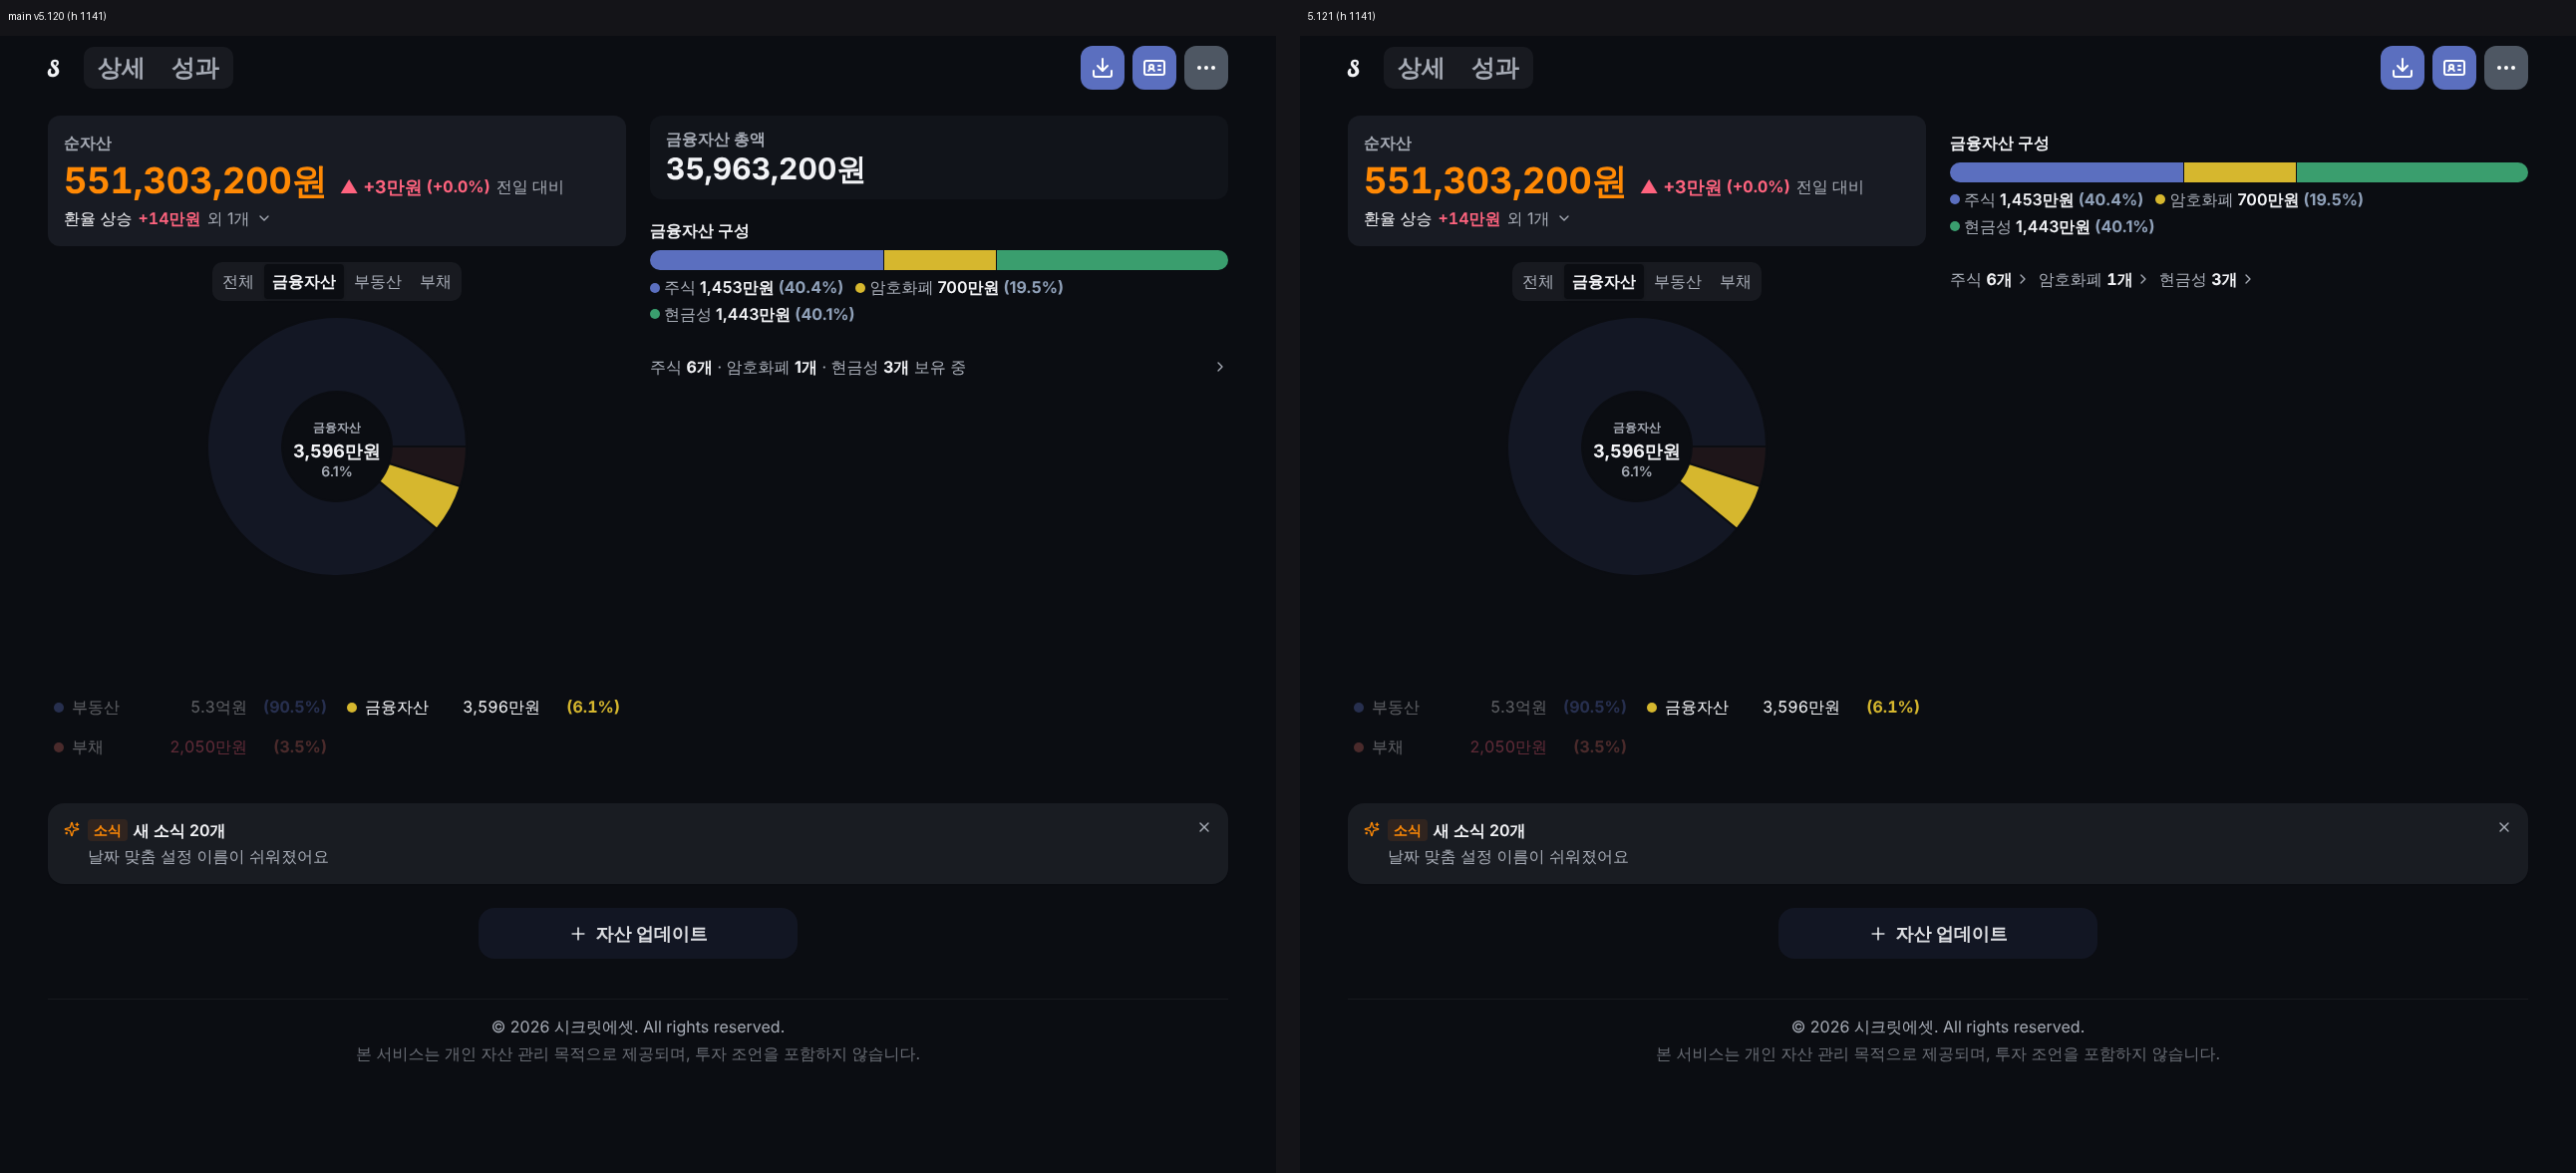 main v5.120 (h 1141)
상세 성과
순자산
551,303,200원 ▲ +3만원 (+0.0%) 전일 대비
환율 상승 +14만원 외 1개
전체 금융자산 부동산 부채
금융자산
3,596만원
6.1%
부동산 5.3억원 (90.5%) 금융자산 3,596만원 (6.1%)
부채 2,050만원 (3.5%)
금융자산 총액
35,963,200원
금융자산 구성
주식 1,453만원 (40.4%) 암호화폐 700만원 (19.5%)
현금성 1,443만원 (40.1%)
주식 6개 · 암호화폐 1개 · 현금성 3개 보유 중
소식 새 소식 20개
날짜 맞춤 설정 이름이 쉬워졌어요
+ 자산 업데이트
© 2026 시크릿에셋. All rights reserved.
본 서비스는 개인 자산 관리 목적으로 제공되며, 투자 조언을 포함하지 않습니다.
5.121 (h 1141)
상세 성과
순자산
551,303,200원 ▲ +3만원 (+0.0%) 전일 대비
환율 상승 +14만원 외 1개
전체 금융자산 부동산 부채
금융자산
3,596만원
6.1%
부동산 5.3억원 (90.5%) 금융자산 3,596만원 (6.1%)
부채 2,050만원 (3.5%)
금융자산 구성
주식 1,453만원 (40.4%) 암호화폐 700만원 (19.5%)
현금성 1,443만원 (40.1%)
주식 6개 암호화폐 1개 현금성 3개
소식 새 소식 20개
날짜 맞춤 설정 이름이 쉬워졌어요
+ 자산 업데이트
© 2026 시크릿에셋. All rights reserved.
본 서비스는 개인 자산 관리 목적으로 제공되며, 투자 조언을 포함하지 않습니다.